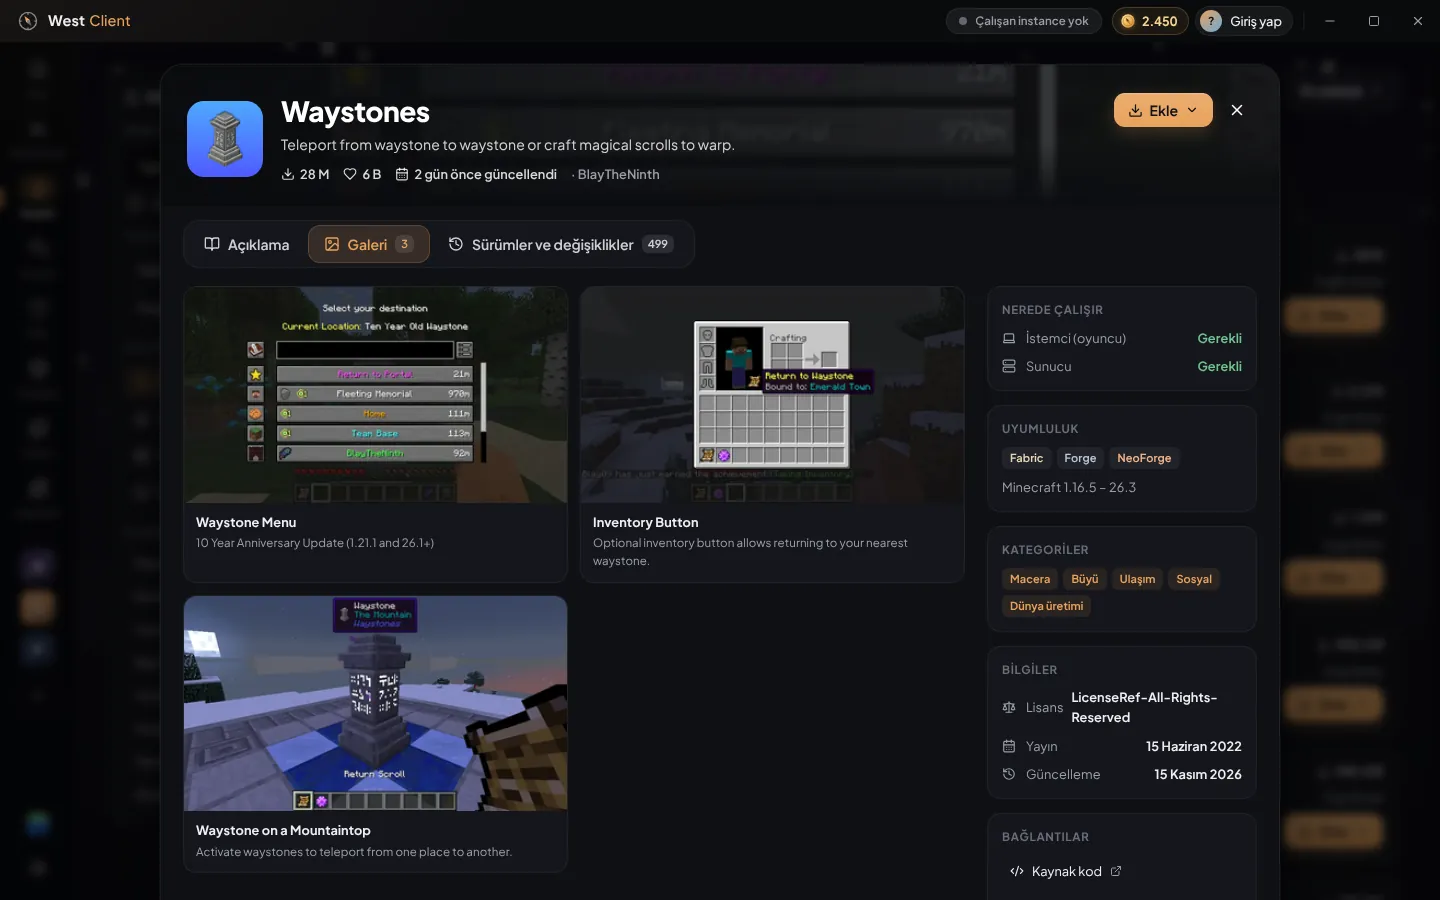 West Client
Çalışan instance yok
2.450
? Giriş yap
Waystones
Teleport from waystone to waystone or craft magical scrolls to warp.
28 M 6 B 2 gün önce güncellendi · BlayTheNinth
Ekle
Açıklama
Galeri 3
Sürümler ve değişiklikler 499
Select your destination
Current Location: Ten Year Old Waystone
Return to Portal 21m
Fleeting Memorial 970m
Home 111m
Team Base 113m
BlayTheNinth 92m
Waystone Menu
10 Year Anniversary Update (1.21.1 and 26.1+)
Crafting
Return to Waystone
Bound to: Emerald Town
Inventory Button
Optional inventory button allows returning to your nearest
waystone.
Waystone
The Mountain
Waystones
Return Scroll
Waystone on a Mountaintop
Activate waystones to teleport from one place to another.
NEREDE ÇALIŞIR
İstemci (oyuncu) Gerekli
Sunucu Gerekli
UYUMLULUK
Fabric Forge NeoForge
Minecraft 1.16.5 – 26.3
KATEGORİLER
Macera Büyü Ulaşım Sosyal
Dünya üretimi
BİLGİLER
Lisans LicenseRef-All-Rights-
Reserved
Yayın 15 Haziran 2022
Güncelleme 15 Kasım 2026
BAĞLANTILAR
Kaynak kod